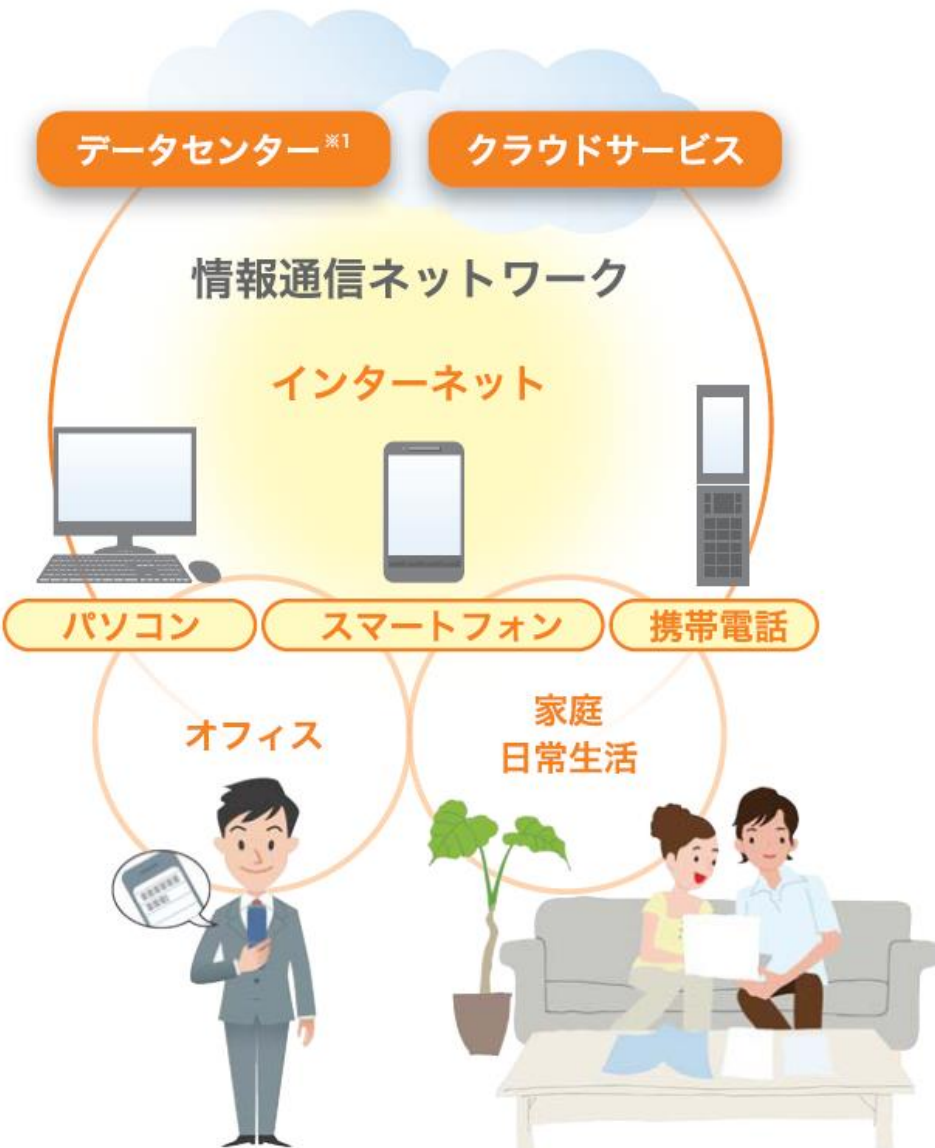 データセンター※1
クラウドサービス
情報通信ネットワーク
インターネット
パソコン
スマートフォン
携帯電話
オフィス
家庭
日常生活